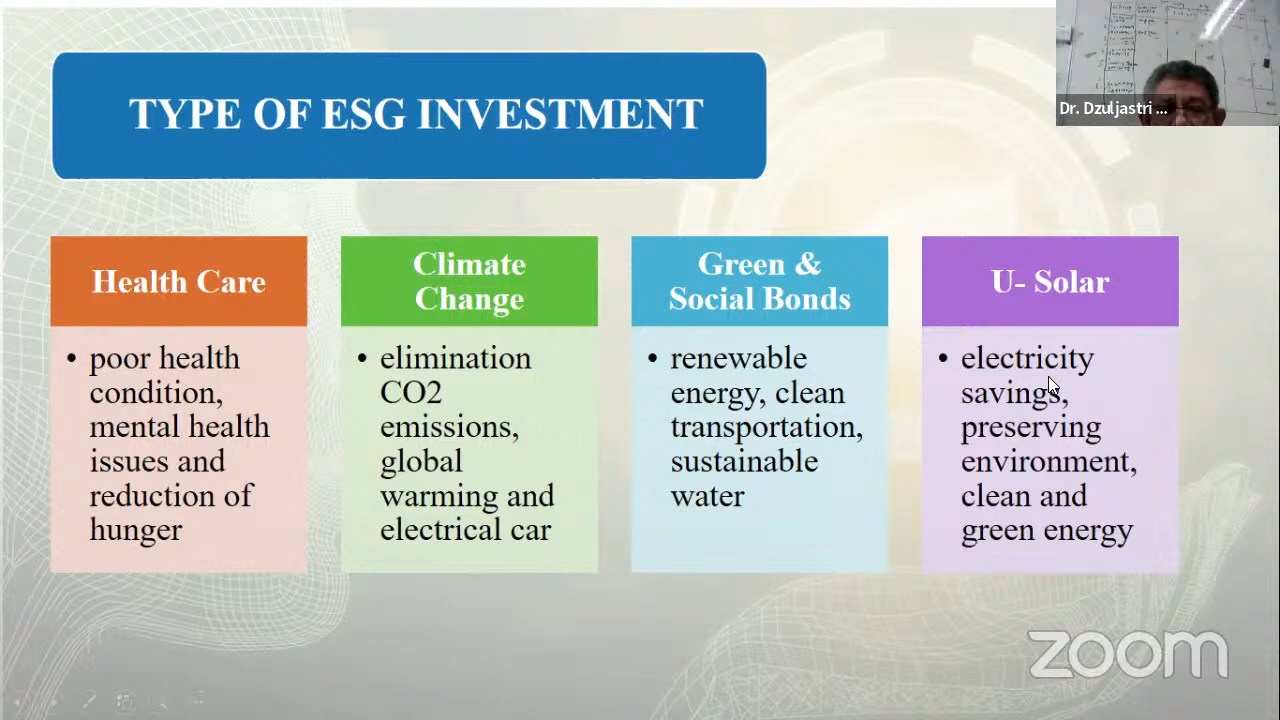 TYPE OF ESG INVESTMENT
Dr. Dzuljastri ...
Health Care
• poor health
condition,
mental health
issues and
reduction of
hunger
Climate
Change
• elimination
CO2
emissions,
global
warming and
electrical car
Green &
Social Bonds
• renewable
energy, clean
transportation,
sustainable
water
U- Solar
• electricity
savings,
preserving
environment,
clean and
green energy
zoom